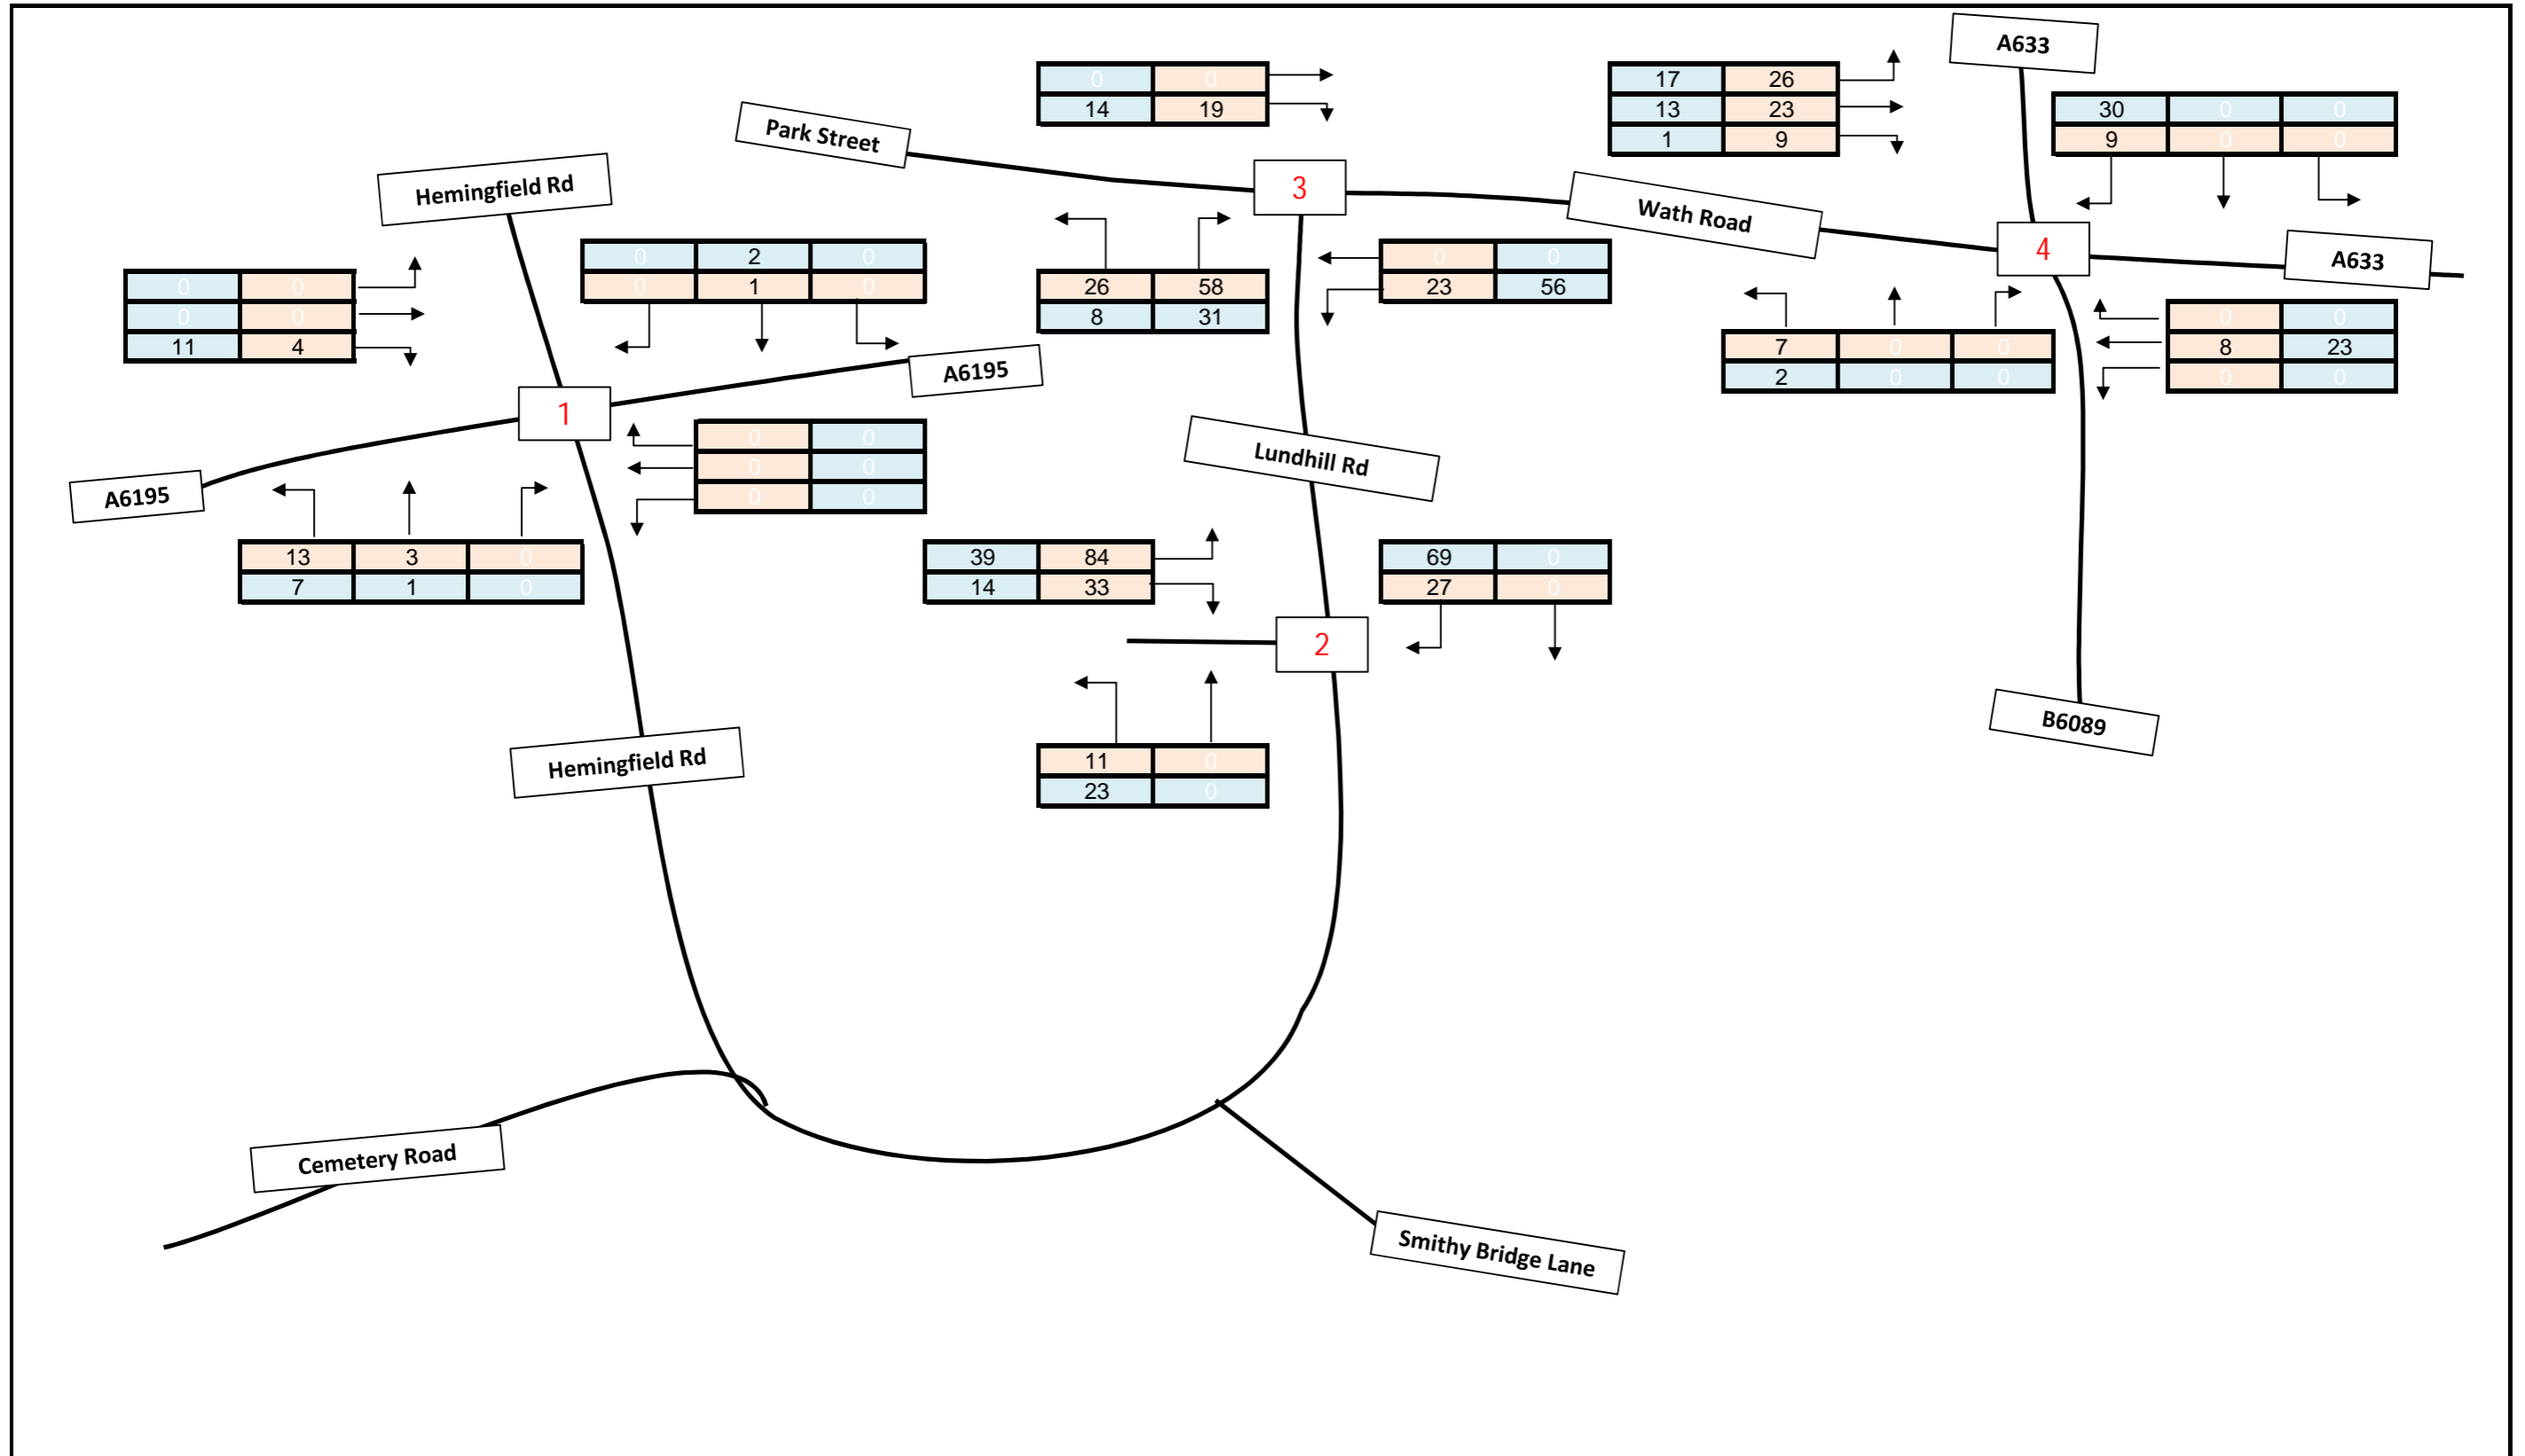 A633
0 0
14 19
17 26
13 23
1 9
30 0 0
9 0 0
Park Street
Hemingfield Rd
3
Wath Road
4
A633
0 2 0
0 1 0
0 0
0 0
11 4
26 58
8 31
0 0
23 56
7 0 0
2 0 0
0 0
8 23
0 0
A6195
1
0 0
0 0
0 0
A6195
Lundhill Rd
13 3 0
7 1 0
39 84
14 33
69 0
27 0
2
B6089
Hemingfield Rd
11 0
23 0
Cemetery Road
Smithy Bridge Lane